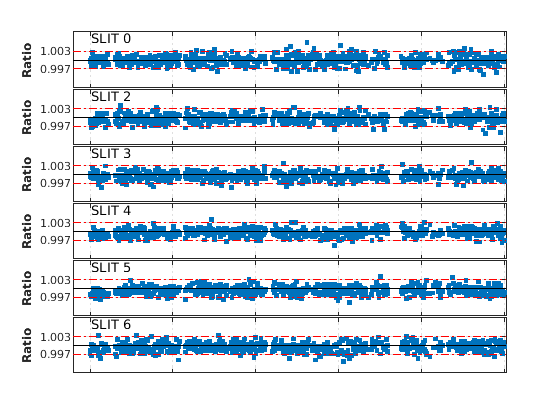 SLIT 0
Ratio
1.003
0.997
SLIT 2
Ratio
1.003
0.997
SLIT 3
Ratio
1.003
0.997
SLIT 4
Ratio
1.003
0.997
SLIT 5
Ratio
1.003
0.997
SLIT 6
Ratio
1.003
0.997